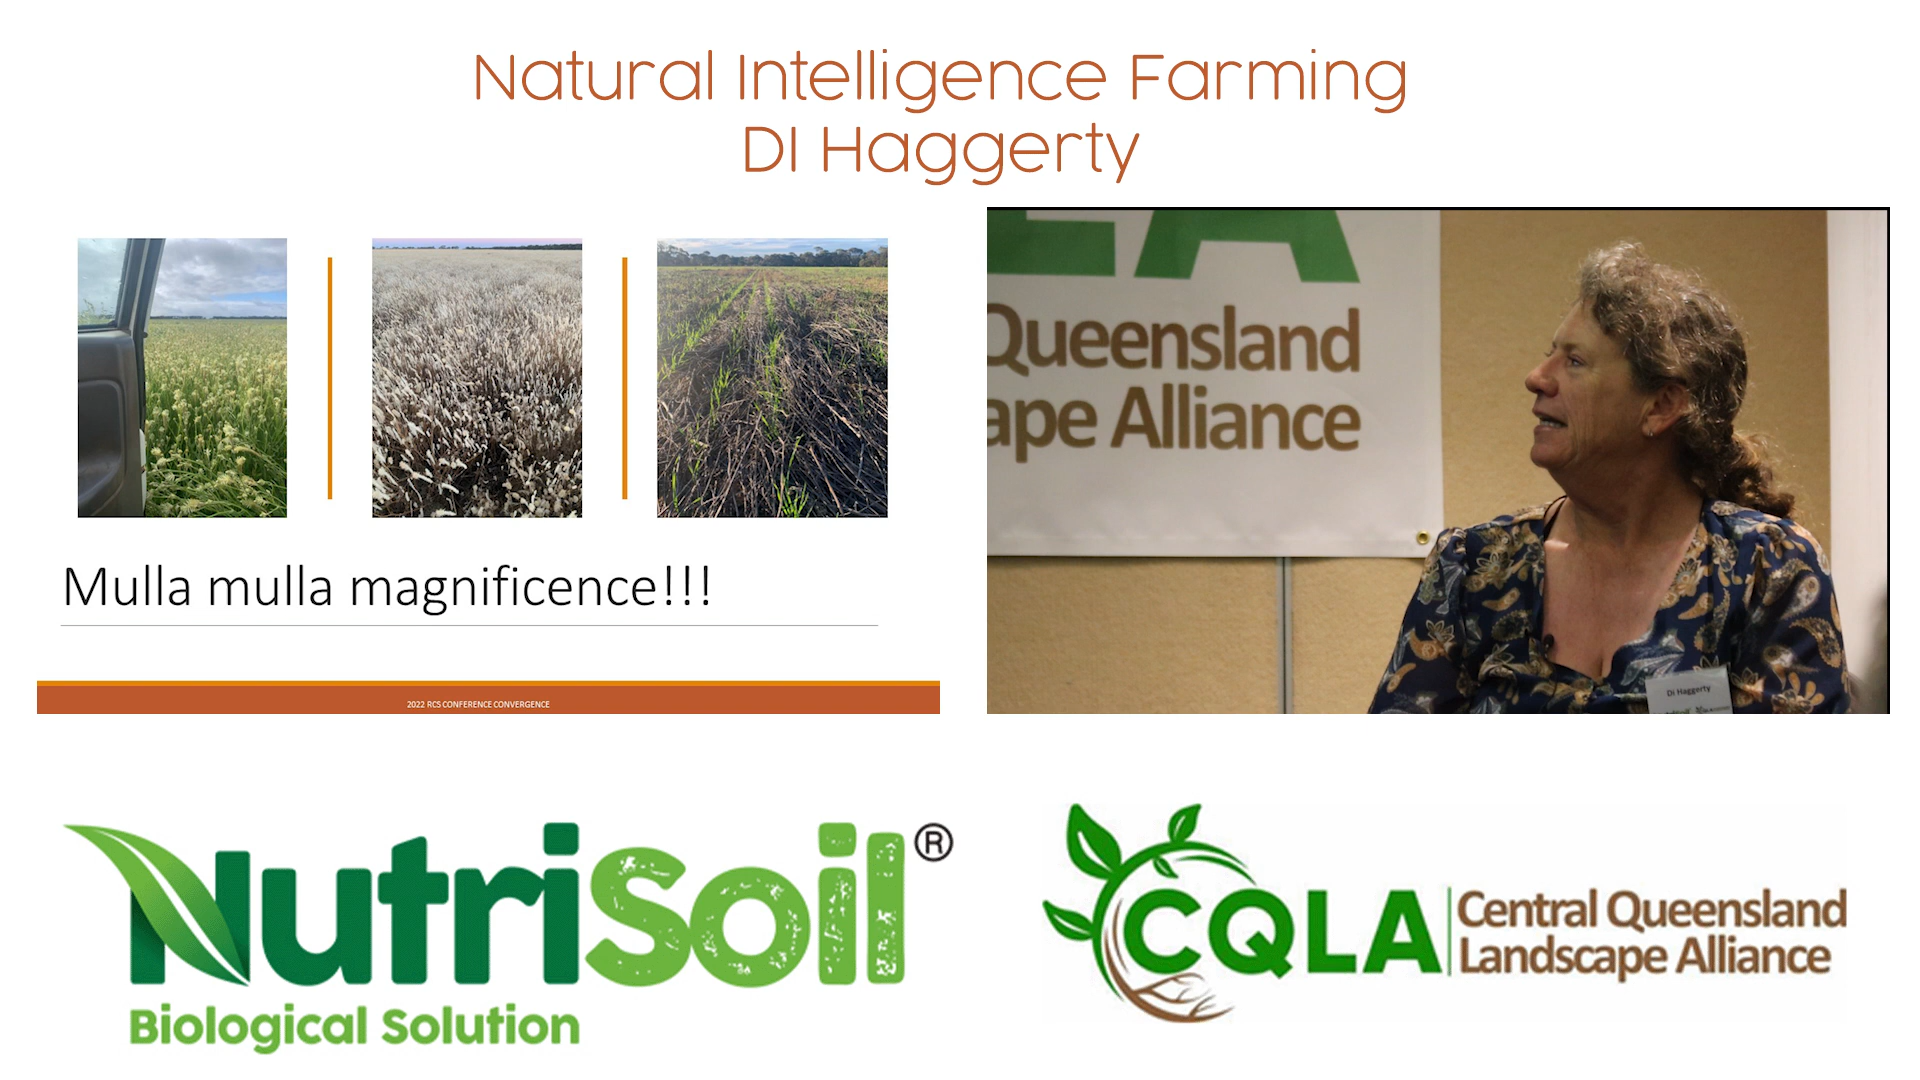 Natural Intelligence Farming
DI Haggerty
Mulla mulla magnificence!!!
2022 RCS CONFERENCE CONVERGENCE
LA
Queensland
ape Alliance
Di Haggerty
NutriSoil®
Biological Solution
CQLA
Central Queensland
Landscape Alliance